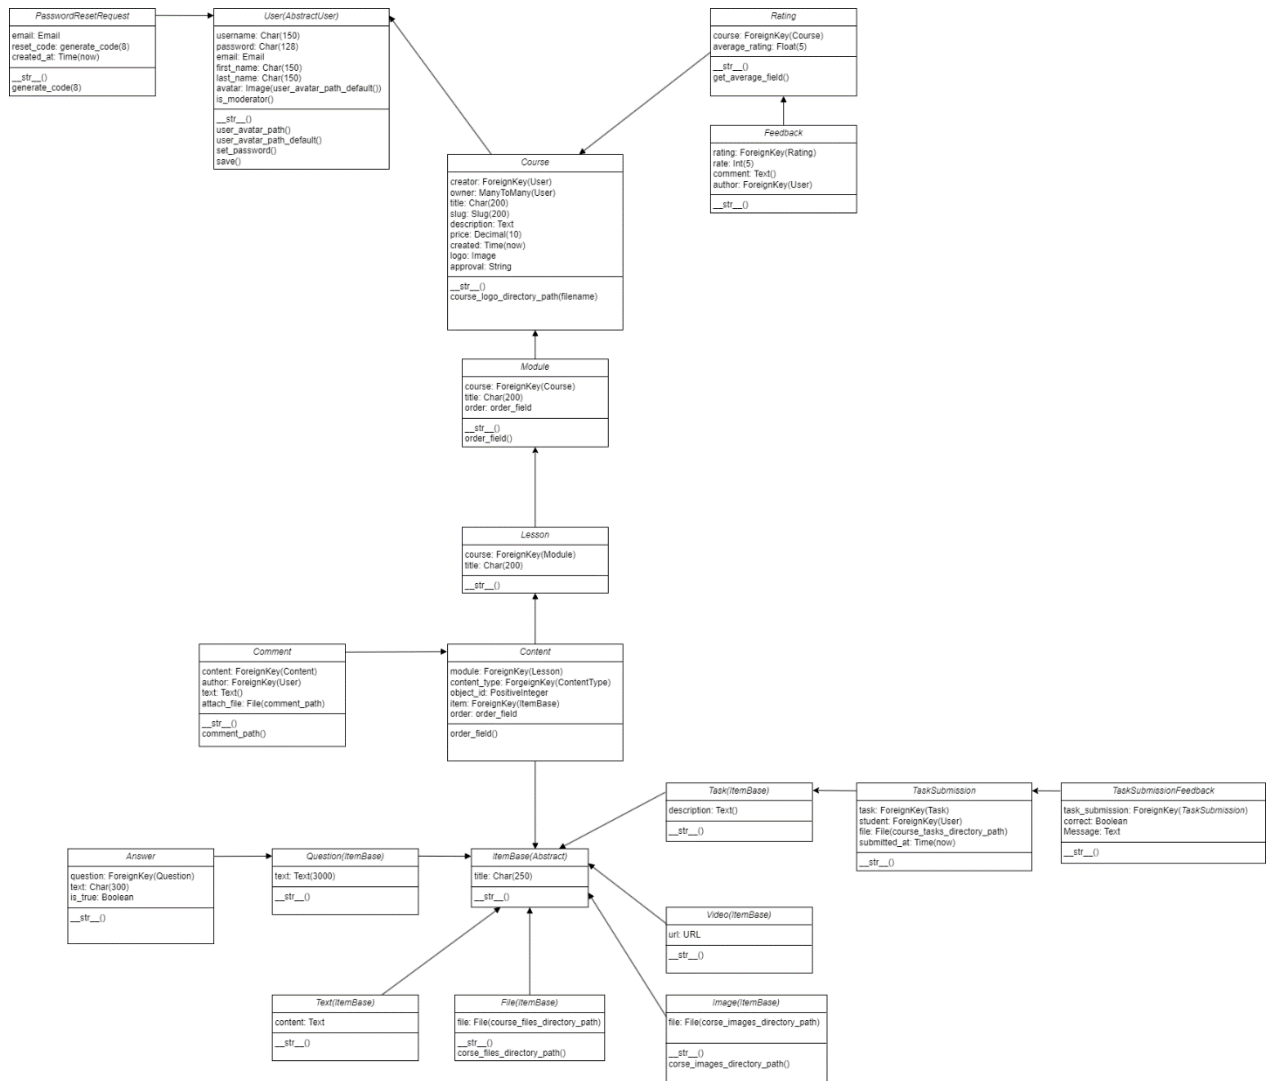 PasswordResetRequest
email: Email
reset_code: generate_code(8)
created_at: Time(now)
__str__()
generate_code(8)
User(AbstractUser)
username: Char(150)
password: Char(128)
email: Email
first_name: Char(150)
last_name: Char(150)
avatar: Image(user_avatar_path_default())
is_moderator()
__str__()
user_avatar_path()
user_avatar_path_default()
set_password()
save()
Rating
course: ForeignKey(Course)
average_rating: Float(5)
__str__()
get_average_field()
Feedback
rating: ForeignKey(Rating)
rate: Int(5)
comment: Text()
author: ForeignKey(User)
__str__()
Course
creator: ForeignKey(User)
owner: ManyToMany(User)
title: Char(200)
slug: Slug(200)
description: Text
price: Decimal(10)
created: Time(now)
logo: Image
approval: String
__str__()
course_logo_directory_path(filename)
Module
course: ForeignKey(Course)
title: Char(200)
order: order_field
__str__()
order_field()
Lesson
course: ForeignKey(Module)
title: Char(200)
__str__()
Comment
content: ForeignKey(Content)
author: ForeignKey(User)
text: Text()
attach_file: File(comment_path)
__str__()
comment_path()
Content
module: ForeignKey(Lesson)
content_type: ForgeignKey(ContentType)
object_id: PositiveInteger
item: ForeignKey(ItemBase)
order: order_field
order_field()
Task(ItemBase)
description: Text()
__str__()
TaskSubmission
task: ForeignKey(Task)
student: ForeignKey(User)
file: File(course_tasks_directory_path)
submitted_at: Time(now)
__str__()
TaskSubmissionFeedback
task_submission: ForeignKey(TaskSubmission)
correct: Boolean
Message: Text
__str__()
Answer
question: ForeignKey(Question)
text: Char(300)
is_true: Boolean
__str__()
Question(ItemBase)
text: Text(3000)
__str__()
ItemBase(Abstract)
title: Char(250)
__str__()
Video(ItemBase)
url: URL
__str__()
Text(ItemBase)
content: Text
__str__()
File(ItemBase)
file: File(course_files_directory_path)
__str__()
corse_files_directory_path()
Image(ItemBase)
file: File(corse_images_directory_path)
__str__()
corse_images_directory_path()